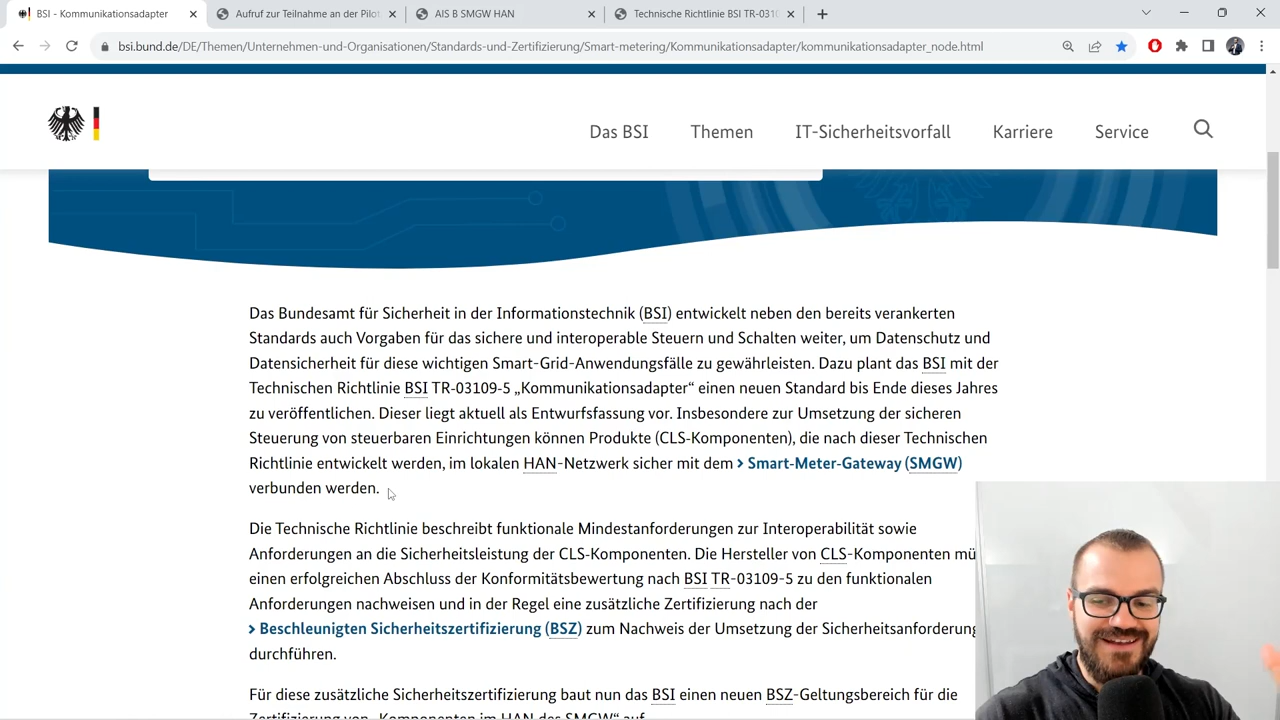 BSI - Kommunikationsadapter
Aufruf zur Teilnahme an der Pilot
AIS B SMGW HAN
Technische Richtlinie BSI TR-0310
bsi.bund.de/DE/Themen/Unternehmen-und-Organisationen/Standards-und-Zertifizierung/Smart-metering/Kommunikationsadapter/kommunikationsadapter_node.html
Das BSI Themen IT-Sicherheitsvorfall Karriere Service
Das Bundesamt für Sicherheit in der Informationstechnik (BSI) entwickelt neben den bereits verankerten
Standards auch Vorgaben für das sichere und interoperable Steuern und Schalten weiter, um Datenschutz und
Datensicherheit für diese wichtigen Smart-Grid-Anwendungsfälle zu gewährleisten. Dazu plant das BSI mit der
Technischen Richtlinie BSI TR-03109-5 „Kommunikationsadapter“ einen neuen Standard bis Ende dieses Jahres
zu veröffentlichen. Dieser liegt aktuell als Entwurfsfassung vor. Insbesondere zur Umsetzung der sicheren
Steuerung von steuerbaren Einrichtungen können Produkte (CLS-Komponenten), die nach dieser Technischen
Richtlinie entwickelt werden, im lokalen HAN-Netzwerk sicher mit dem › Smart-Meter-Gateway (SMGW)
verbunden werden.
Die Technische Richtlinie beschreibt funktionale Mindestanforderungen zur Interoperabilität sowie
Anforderungen an die Sicherheitsleistung der CLS-Komponenten. Die Hersteller von CLS-Komponenten mü
einen erfolgreichen Abschluss der Konformitätsbewertung nach BSI TR-03109-5 zu den funktionalen
Anforderungen nachweisen und in der Regel eine zusätzliche Zertifizierung nach der
› Beschleunigten Sicherheitszertifizierung (BSZ) zum Nachweis der Umsetzung der Sicherheitsanforderung
durchführen.
Für diese zusätzliche Sicherheitszertifizierung baut nun das BSI einen neuen BSZ-Geltungsbereich für die
Zertifizierung von „Komponenten im HAN des SMGW“ auf.